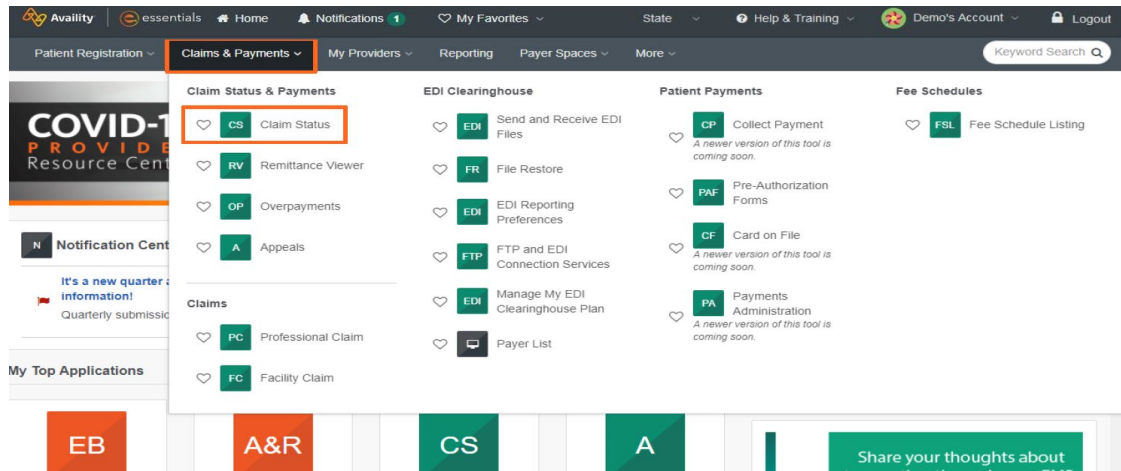 Availity essentials Home Notifications 1 My Favorites State Help & Training Demo's Account Logout
Patient Registration Claims & Payments My Providers Reporting Payer Spaces More Keyword Search
Claim Status & Payments
CS Claim Status
RV Remittance Viewer
OP Overpayments
A Appeals
Claims
PC Professional Claim
FC Facility Claim
EDI Clearinghouse
EDI Send and Receive EDI
Files
FR File Restore
EDI EDI Reporting
Preferences
FTP FTP and EDI
Connection Services
EDI Manage My EDI
Clearinghouse Plan
Payer List
Patient Payments
CP Collect Payment
A newer version of this tool is
coming soon.
PAF Pre-Authorization
Forms
CF Card on File
A newer version of this tool is
coming soon.
PA Payments
Administration
A newer version of this tool is
coming soon.
Fee Schedules
FSL Fee Schedule Listing
COVID-1
PROVIDE
Resource Cent
N Notification Cent
It's a new quarter a
information!
Quarterly submissio
My Top Applications
EB A&R CS A
Share your thoughts about